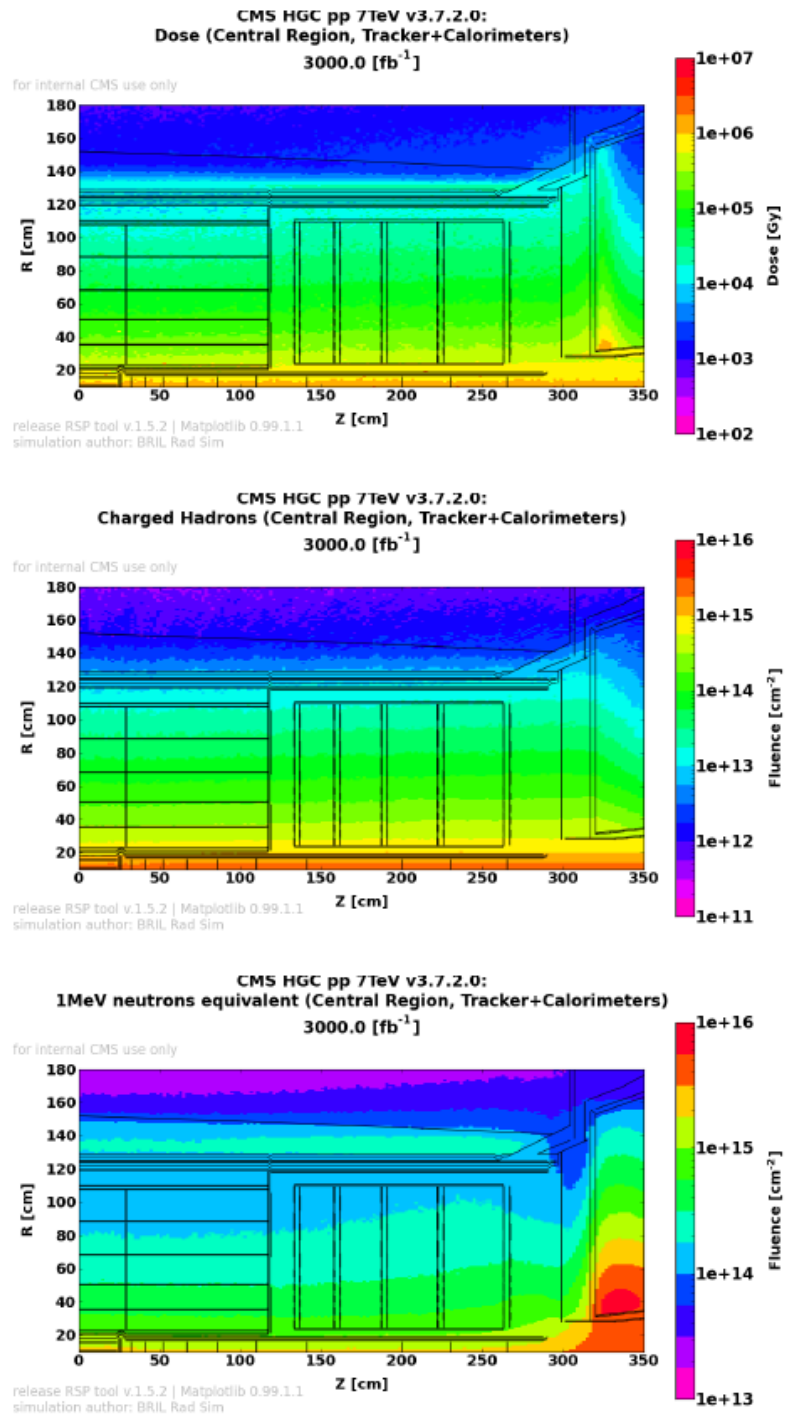 CMS HGC pp 7TeV v3.7.2.0:
Dose (Central Region, Tracker+Calorimeters)
3000.0 [fb⁻¹]
for internal CMS use only
180
160
140
120
100
80
60
40
20
R [cm]
0 50 100 150 200 250 300 350
Z [cm]
1e+07
1e+06
1e+05
1e+04
1e+03
1e+02
Dose [Gy]
release RSP tool v.1.5.2 | Matplotlib 0.99.1.1
simulation author: BRIL Rad Sim
CMS HGC pp 7TeV v3.7.2.0:
Charged Hadrons (Central Region, Tracker+Calorimeters)
3000.0 [fb⁻¹]
for internal CMS use only
180
160
140
120
100
80
60
40
20
R [cm]
0 50 100 150 200 250 300 350
Z [cm]
1e+16
1e+15
1e+14
1e+13
1e+12
1e+11
Fluence [cm⁻²]
release RSP tool v.1.5.2 | Matplotlib 0.99.1.1
simulation author: BRIL Rad Sim
CMS HGC pp 7TeV v3.7.2.0:
1MeV neutrons equivalent (Central Region, Tracker+Calorimeters)
3000.0 [fb⁻¹]
for internal CMS use only
180
160
140
120
100
80
60
40
20
R [cm]
0 50 100 150 200 250 300 350
Z [cm]
1e+16
1e+15
1e+14
1e+13
Fluence [cm⁻²]
release RSP tool v.1.5.2 | Matplotlib 0.99.1.1
simulation author: BRIL Rad Sim